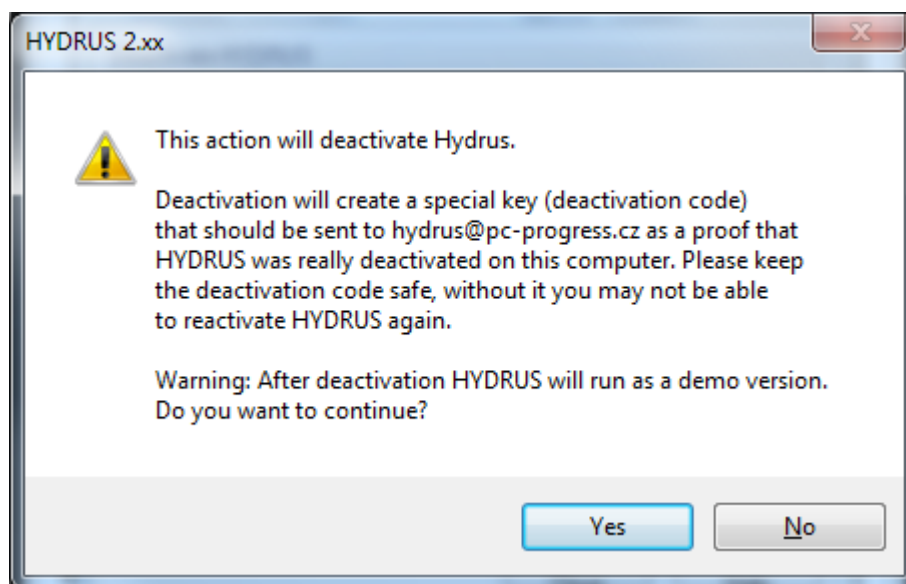 HYDRUS 2.xx
This action will deactivate Hydrus.
Deactivation will create a special key (deactivation code)
that should be sent to hydrus@pc-progress.cz as a proof that
HYDRUS was really deactivated on this computer. Please keep
the deactivation code safe, without it you may not be able
to reactivate HYDRUS again.
Warning: After deactivation HYDRUS will run as a demo version.
Do you want to continue?
Yes
No